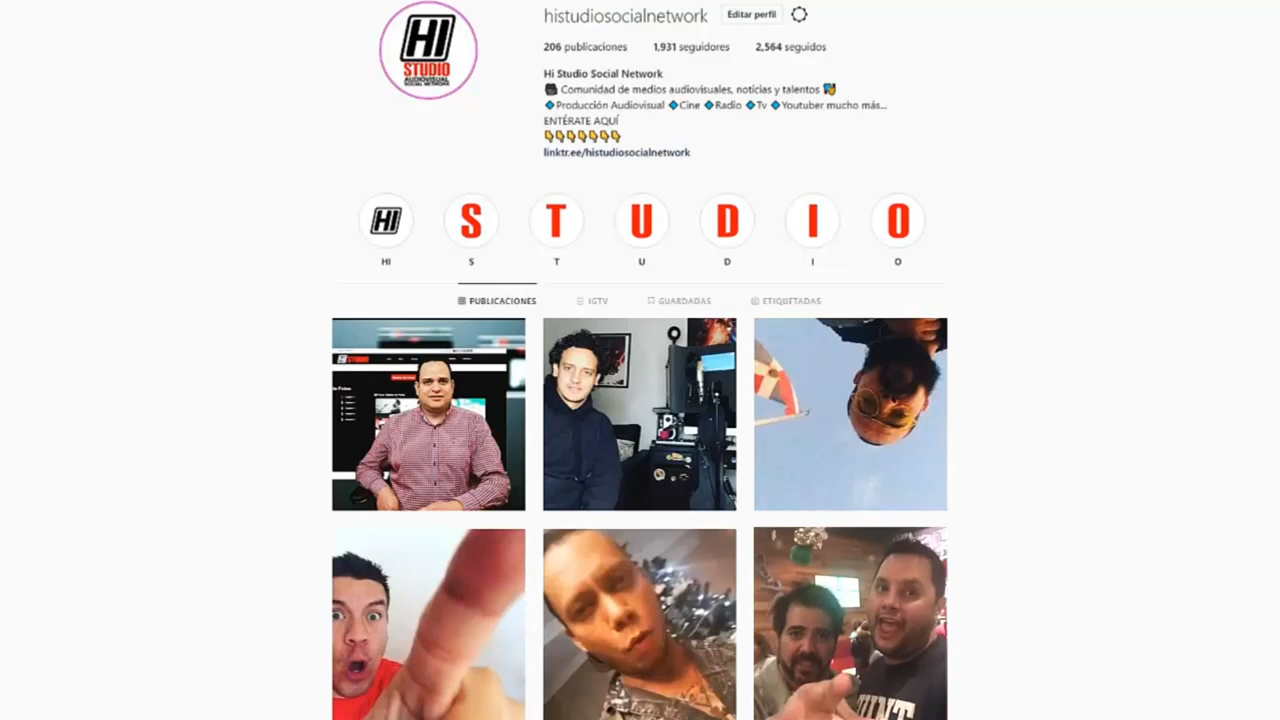 HI
STUDIO
AUDIOVISUAL
SOCIAL NETWORK
histudiosocialnetwork Editar perfil
206 publicaciones 1,931 seguidores 2,564 seguidos
Hi Studio Social Network
Comunidad de medios audiovisuales, noticias y talentos
Producción Audiovisual Cine Radio Tv Youtuber mucho más...
ENTÉRATE AQUÍ
linktr.ee/histudiosocialnetwork
HI S T U D I O
HI S T U D I O
PUBLICACIONES IGTV GUARDADAS ETIQUETADAS
HI STUDIO